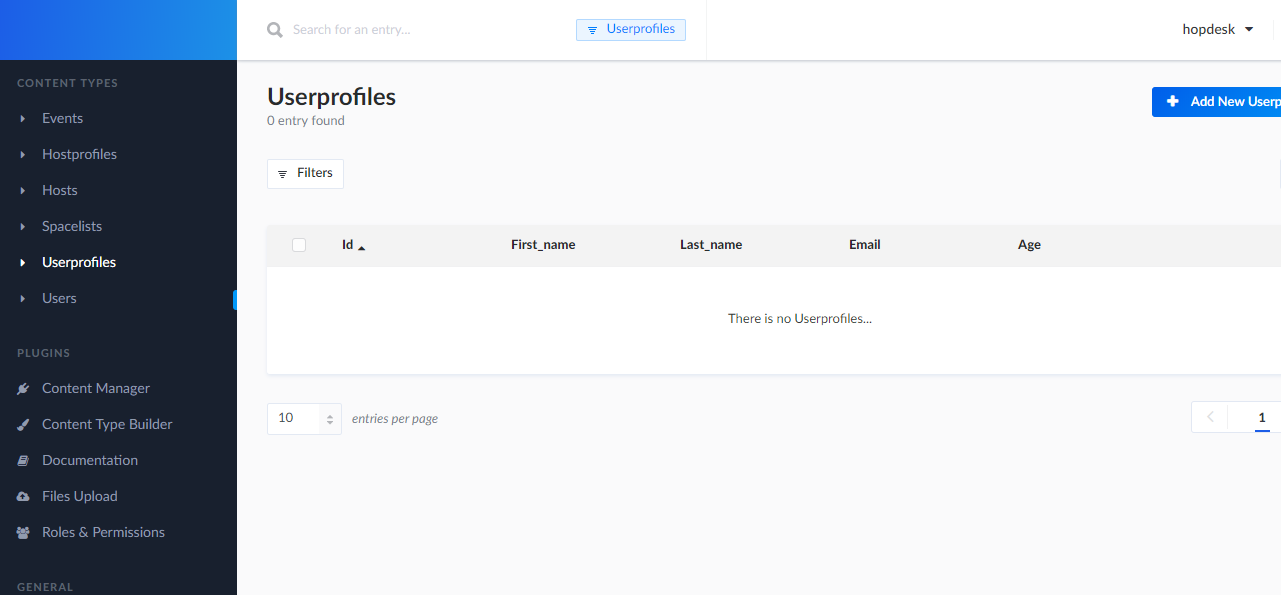 Search for an entry...
Userprofiles
hopdesk
CONTENT TYPES
Events
Hostprofiles
Hosts
Spacelists
Userprofiles
Users
PLUGINS
Content Manager
Content Type Builder
Documentation
Files Upload
Roles & Permissions
GENERAL
Userprofiles
0 entry found
Add New Userp
Filters
Id First_name Last_name Email Age
There is no Userprofiles...
10 entries per page
1